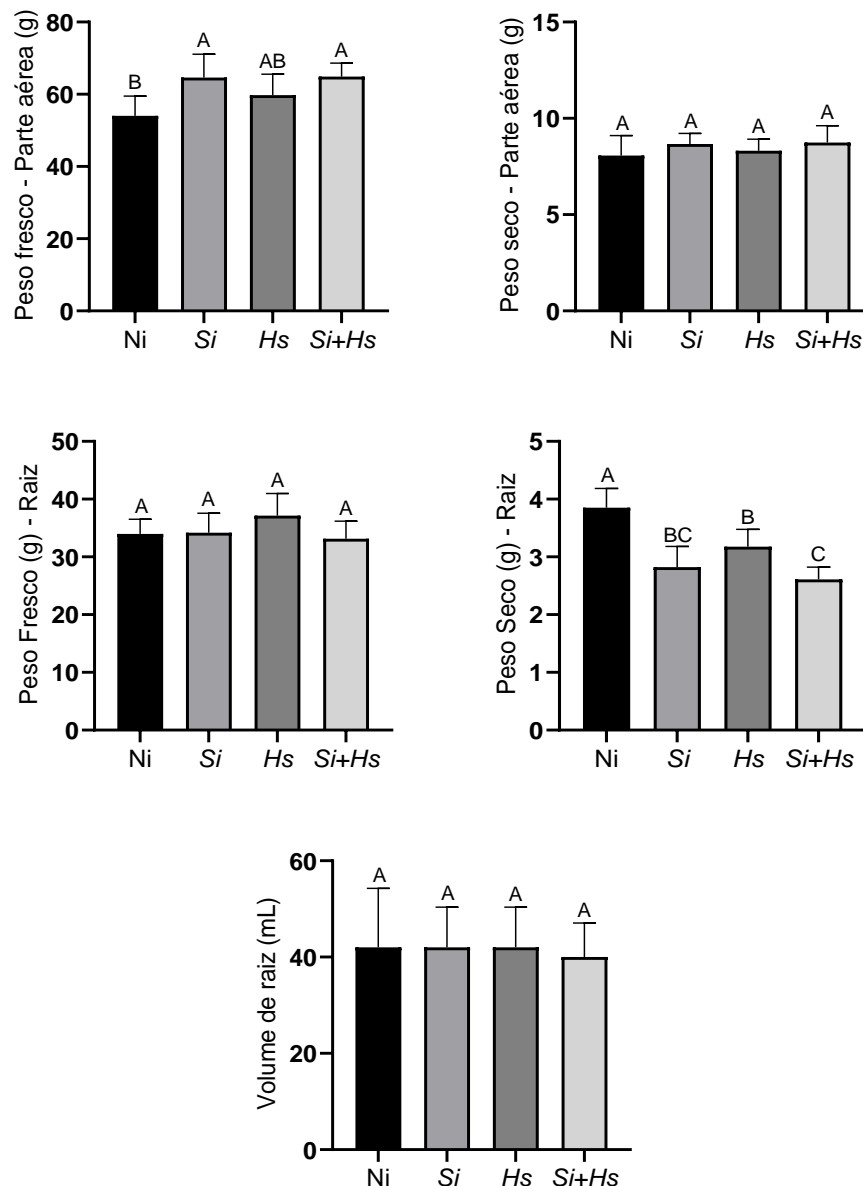 Peso fresco - Parte aérea (g)
80
60
40
20
0
B
A
AB
A
Ni
Si
Hs
Si+Hs
Peso seco - Parte aérea (g)
15
10
5
0
A
A
A
A
Ni
Si
Hs
Si+Hs
Peso Fresco (g) - Raiz
50
40
30
20
10
0
A
A
A
A
Ni
Si
Hs
Si+Hs
Peso Seco (g) - Raiz
5
4
3
2
1
0
A
BC
B
C
Ni
Si
Hs
Si+Hs
Volume de raiz (mL)
60
40
20
0
A
A
A
A
Ni
Si
Hs
Si+Hs